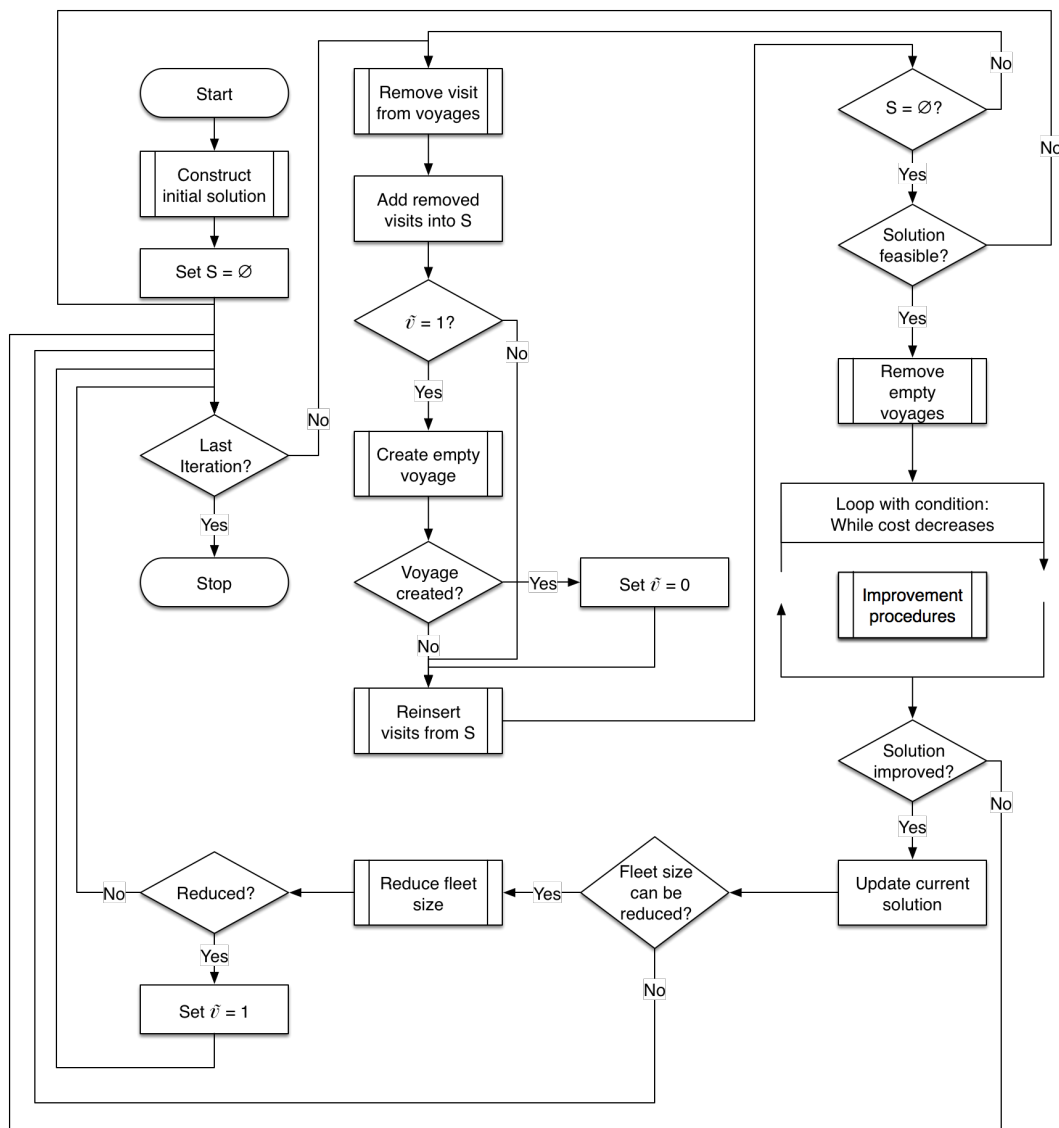 Start
Construct
initial solution
Set S = ∅
Last
Iteration?
No
Yes
Stop
Remove visit
from voyages
Add removed
visits into S
ṽ = 1?
No
Yes
Create empty
voyage
Voyage
created?
Yes
Set ṽ = 0
No
Reinsert
visits from S
S = ∅?
No
Yes
Solution
feasible?
No
Yes
Remove
empty
voyages
Loop with condition:
While cost decreases
Improvement
procedures
Solution
improved?
No
Yes
Update current
solution
Fleet size
can be
reduced?
Yes
No
Reduce fleet
size
Reduced?
No
Yes
Set ṽ = 1